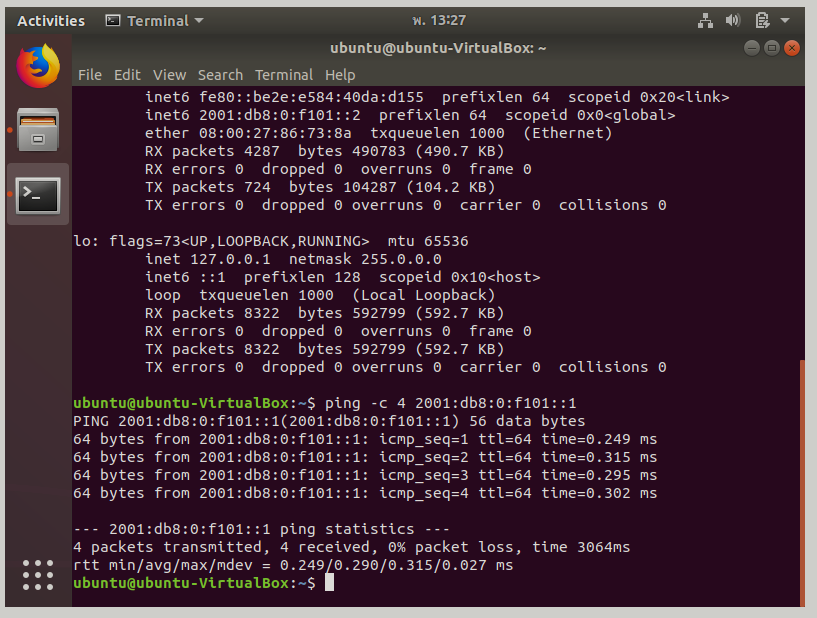 Activities Terminal พ. 13:27
ubuntu@ubuntu-VirtualBox: ~
File Edit View Search Terminal Help
inet6 fe80::be2e:e584:40da:d155  prefixlen 64  scopeid 0x20<link>
inet6 2001:db8:0:f101::2  prefixlen 64  scopeid 0x0<global>
ether 08:00:27:86:73:8a  txqueuelen 1000  (Ethernet)
RX packets 4287  bytes 490783 (490.7 KB)
RX errors 0  dropped 0  overruns 0  frame 0
TX packets 724  bytes 104287 (104.2 KB)
TX errors 0  dropped 0 overruns 0  carrier 0  collisions 0
lo: flags=73<UP,LOOPBACK,RUNNING>  mtu 65536
inet 127.0.0.1  netmask 255.0.0.0
inet6 ::1  prefixlen 128  scopeid 0x10<host>
loop  txqueuelen 1000  (Local Loopback)
RX packets 8322  bytes 592799 (592.7 KB)
RX errors 0  dropped 0  overruns 0  frame 0
TX packets 8322  bytes 592799 (592.7 KB)
TX errors 0  dropped 0 overruns 0  carrier 0  collisions 0
ubuntu@ubuntu-VirtualBox:~$ ping -c 4 2001:db8:0:f101::1
PING 2001:db8:0:f101::1(2001:db8:0:f101::1) 56 data bytes
64 bytes from 2001:db8:0:f101::1: icmp_seq=1 ttl=64 time=0.249 ms
64 bytes from 2001:db8:0:f101::1: icmp_seq=2 ttl=64 time=0.315 ms
64 bytes from 2001:db8:0:f101::1: icmp_seq=3 ttl=64 time=0.295 ms
64 bytes from 2001:db8:0:f101::1: icmp_seq=4 ttl=64 time=0.302 ms
--- 2001:db8:0:f101::1 ping statistics ---
4 packets transmitted, 4 received, 0% packet loss, time 3064ms
rtt min/avg/max/mdev = 0.249/0.290/0.315/0.027 ms
ubuntu@ubuntu-VirtualBox:~$